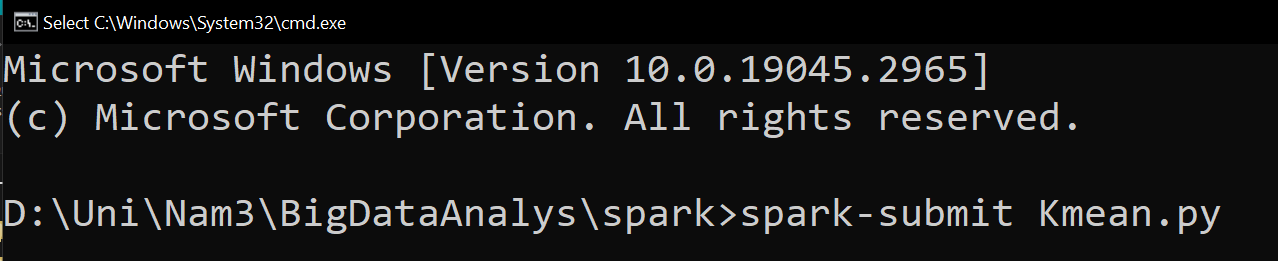 Select C:\Windows\System32\cmd.exe
Microsoft Windows [Version 10.0.19045.2965]
(c) Microsoft Corporation. All rights reserved.
D:\Uni\Nam3\BigDataAnalys\spark>spark-submit Kmean.py